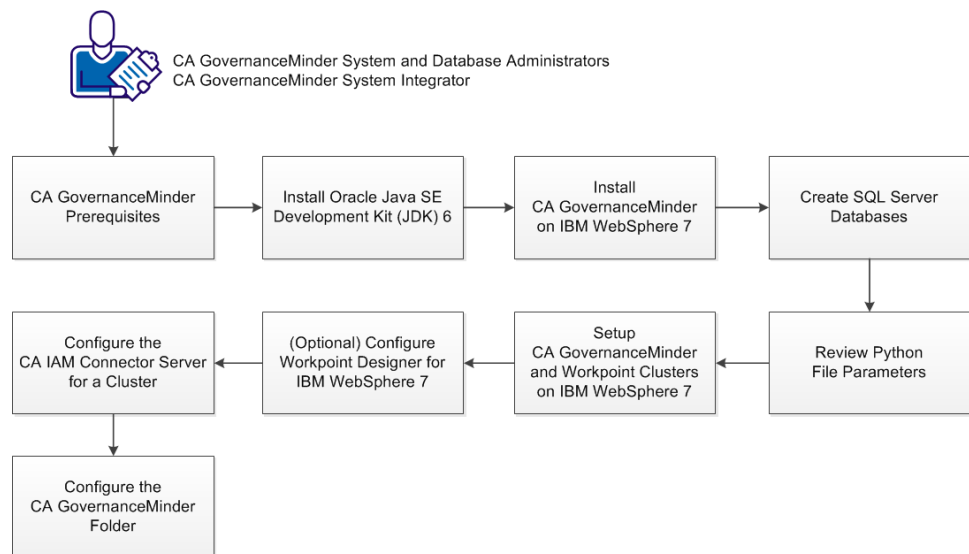 CA GovernanceMinder System and Database Administrators
CA GovernanceMinder System Integrator
CA GovernanceMinder
Prerequisites
Install Oracle Java SE
Development Kit (JDK) 6
Install
CA GovernanceMinder
on IBM WebSphere 7
Create SQL Server
Databases
Review Python
File Parameters
Setup
CA GovernanceMinder
and Workpoint Clusters
on IBM WebSphere 7
(Optional) Configure
Workpoint Designer for
IBM WebSphere 7
Configure the
CA IAM Connector Server
for a Cluster
Configure the
CA GovernanceMinder
Folder